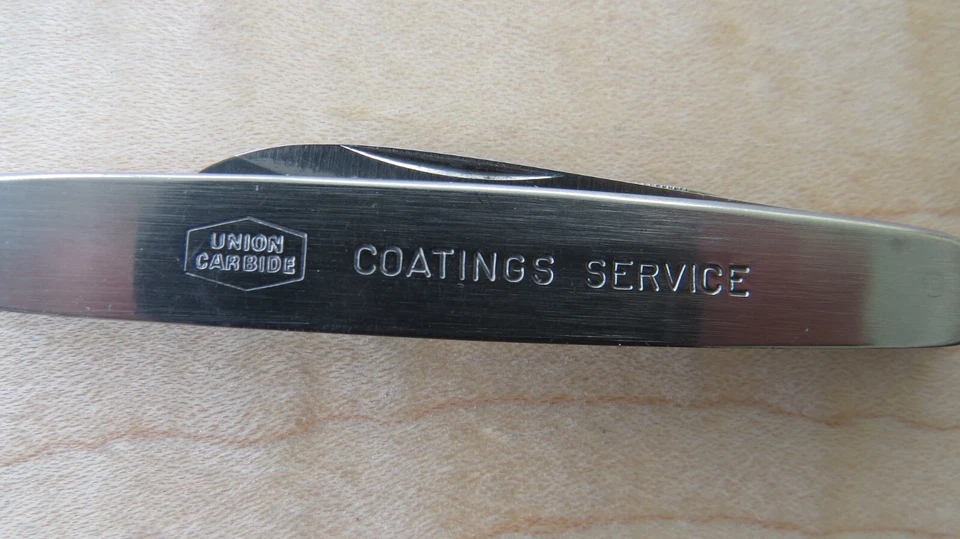 UNION
CARBIDE
COATINGS SERVICE